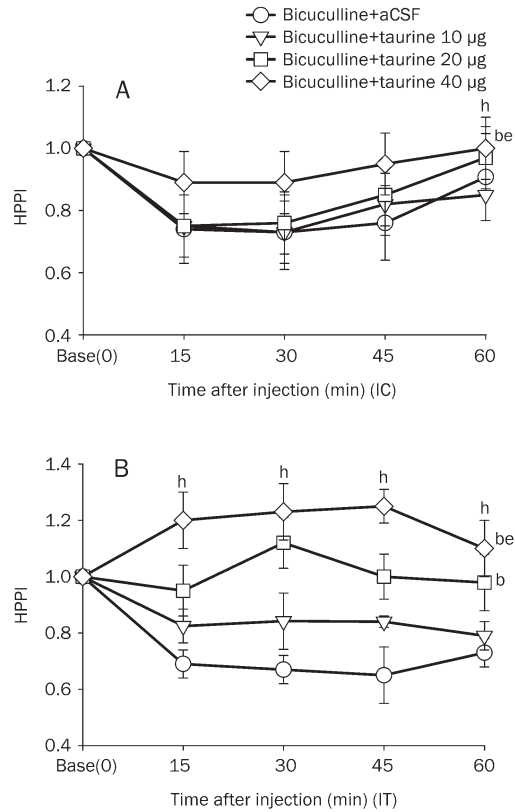 Bicuculline+aCSF
Bicuculline+taurine 10 µg
Bicuculline+taurine 20 µg
Bicuculline+taurine 40 µg
A
1.2
1.0
0.8
0.6
0.4
HPPI
h
be
Base(0) 15 30 45 60
Time after injection (min) (IC)
B
1.4
1.2
1.0
0.8
0.6
0.4
HPPI
h h h h
be
b
Base(0) 15 30 45 60
Time after injection (min) (IT)